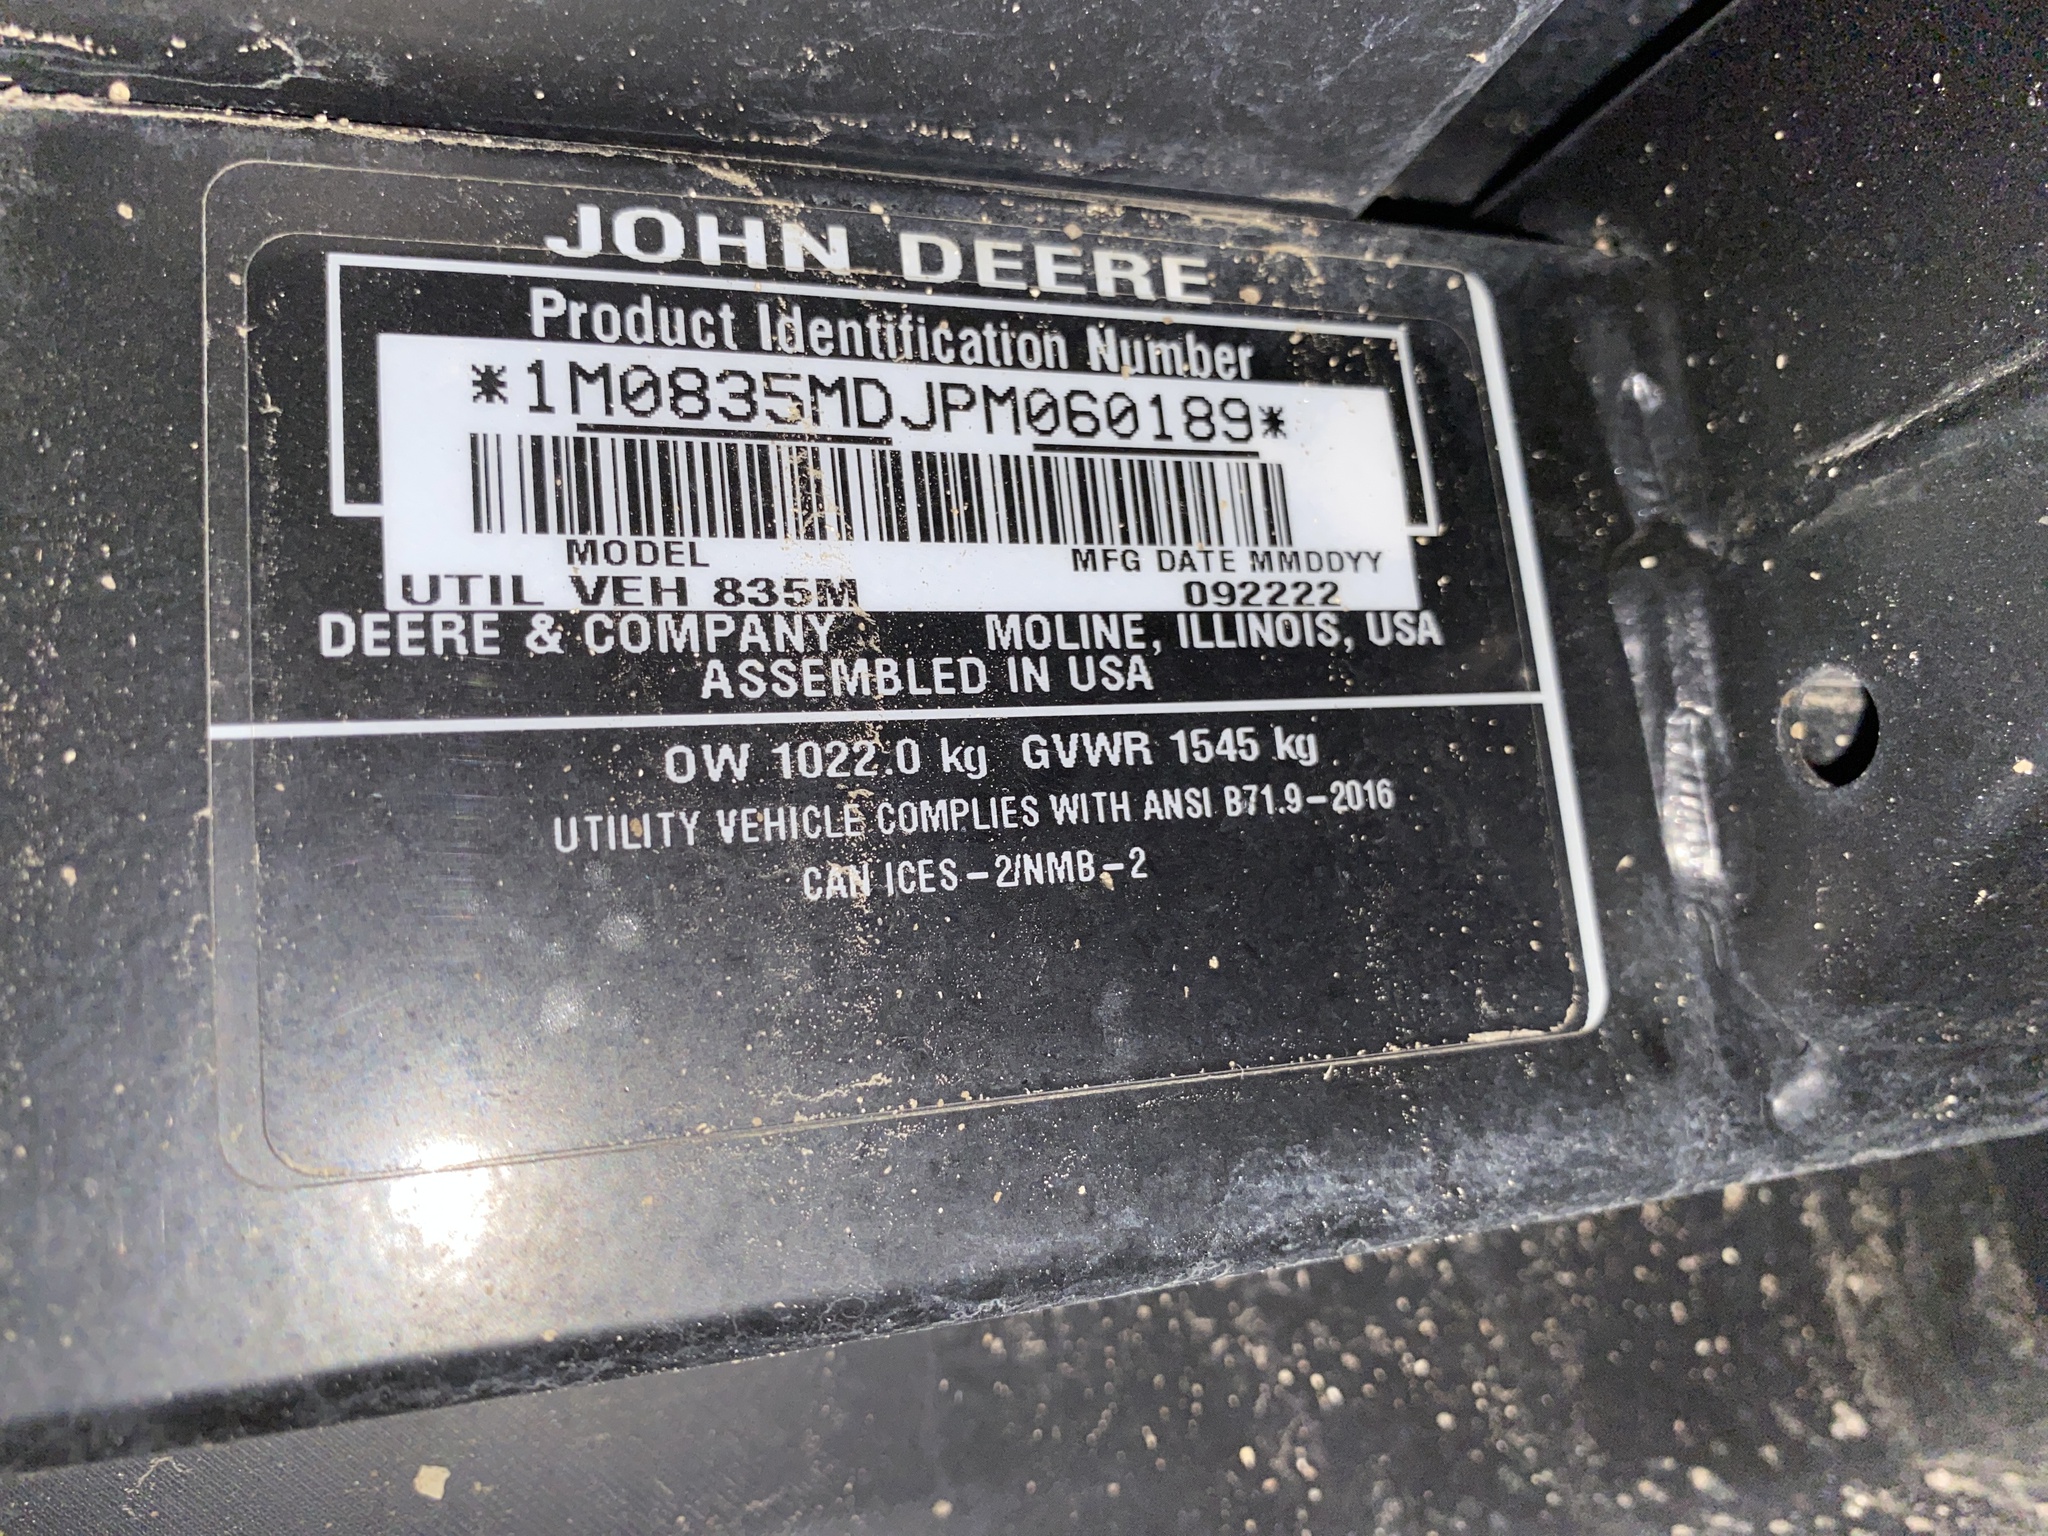 JOHN DEERE
Product Identification Number
*1M0835MDJPM060189*
MODEL MFG DATE MMDDYY
UTIL VEH 835M 092222
DEERE & COMPANY MOLINE, ILLINOIS, USA
ASSEMBLED IN USA
OW 1022.0 kg GVWR 1545 kg
UTILITY VEHICLE COMPLIES WITH ANSI B71.9-2016
CAN ICES-2/NMB-2